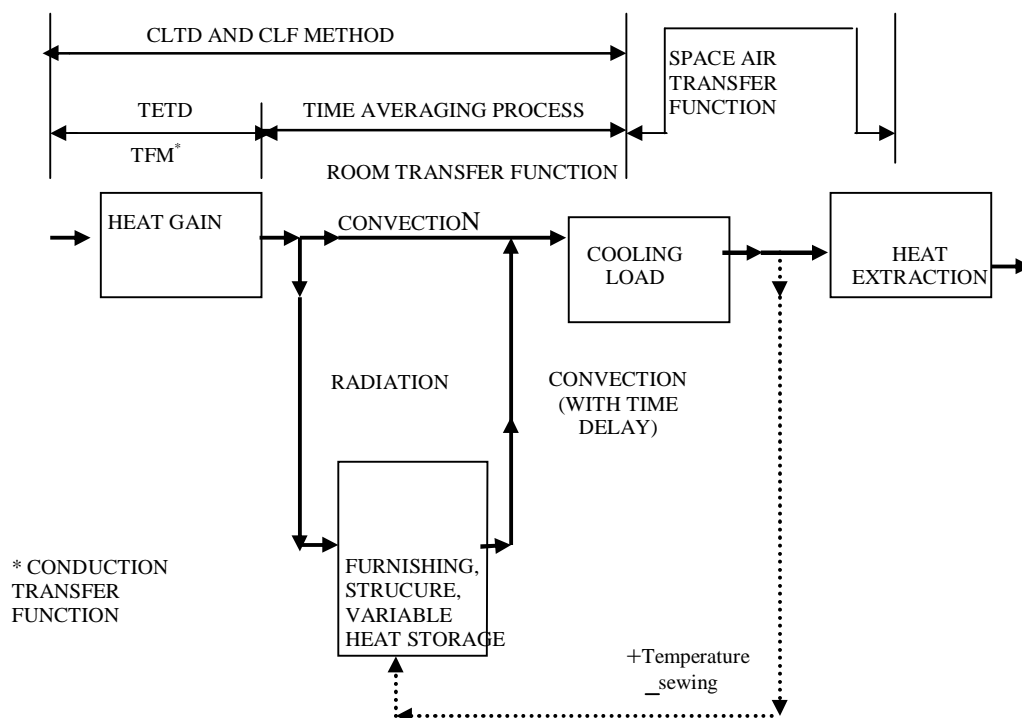 CLTD AND CLF METHOD
SPACE AIR
TRANSFER
FUNCTION
TETD
TIME AVERAGING PROCESS
TFM*
ROOM TRANSFER FUNCTION
HEAT GAIN
CONVECTION
COOLING
LOAD
HEAT
EXTRACTION
RADIATION
CONVECTION
(WITH TIME
DELAY)
FURNISHING,
STRUCURE,
VARIABLE
HEAT STORAGE
* CONDUCTION
TRANSFER
FUNCTION
+Temperature
_sewing